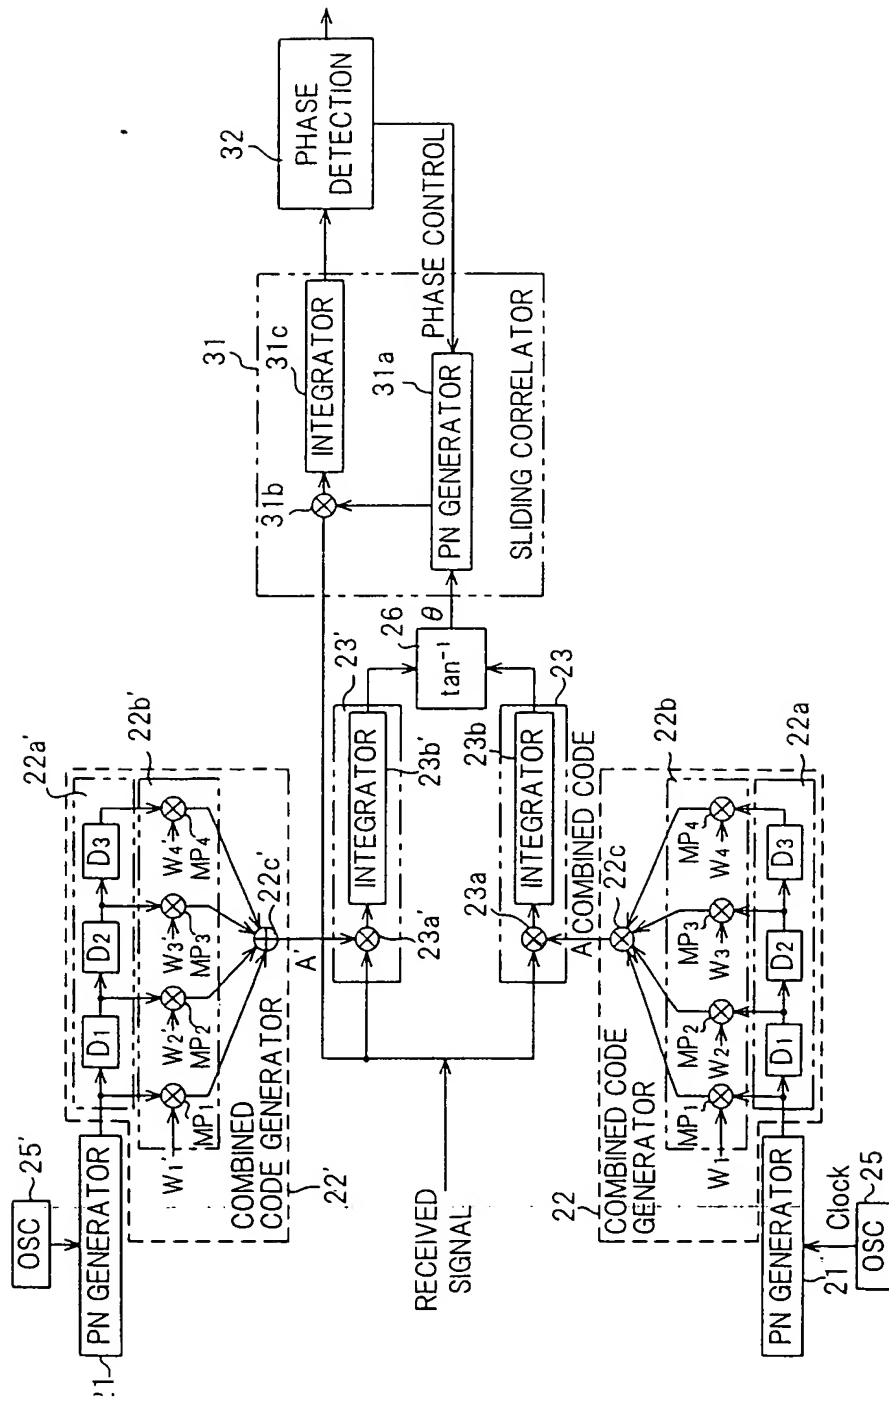 OSC
25'
PN GENERATOR
21
D1
D2
D3
22a'
W1'
MP1
W2'
MP2
W3'
MP3
W4'
MP4
22b'
22c'
COMBINED
CODE GENERATOR
22'
A'
23a'
INTEGRATOR
23b'
23'
RECEIVED
SIGNAL
tan-1
26
θ
31
31b
INTEGRATOR
31c
PN GENERATOR
31a
SLIDING CORRELATOR
PHASE CONTROL
32
PHASE
DETECTION
23a
INTEGRATOR
23b
23
A COMBINED CODE
22c
22
COMBINED CODE
GENERATOR
W1
MP1
W2
MP2
W3
MP3
W4
MP4
22b
D1
D2
D3
22a
PN GENERATOR
21
Clock
OSC
25